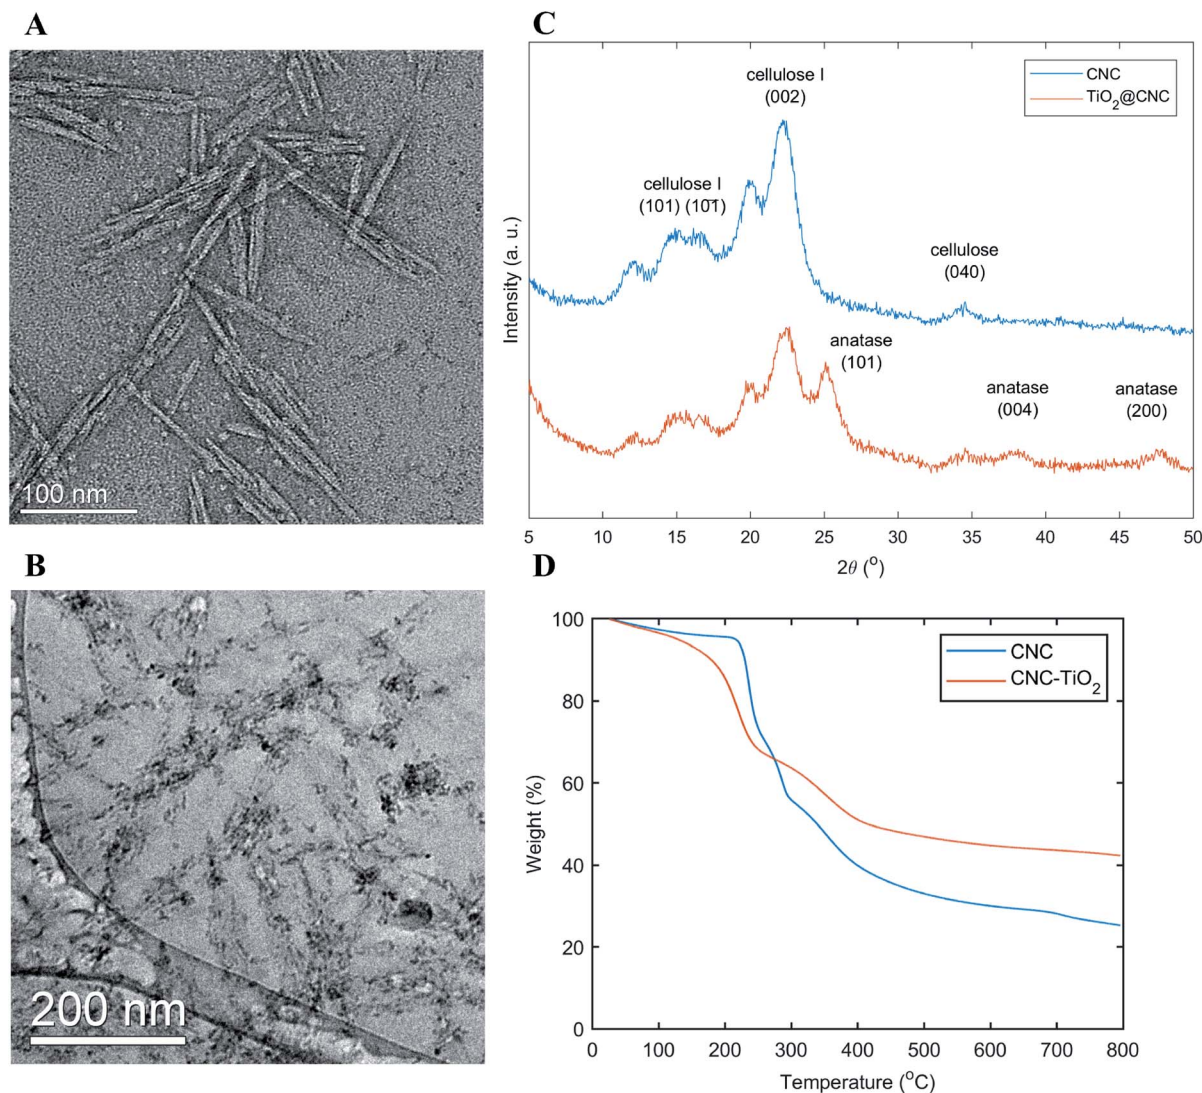 A
100 nm
B
200 nm
C
CNC
TiO₂@CNC
cellulose I
(002)
cellulose I
(101) (10-1)
cellulose
(040)
anatase
(101)
anatase
(004)
anatase
(200)
Intensity (a. u.)
5 10 15 20 25 30 35 40 45 50
2θ (°)
D
CNC
CNC-TiO₂
Weight (%)
100
80
60
40
20
0
0 100 200 300 400 500 600 700 800
Temperature (°C)